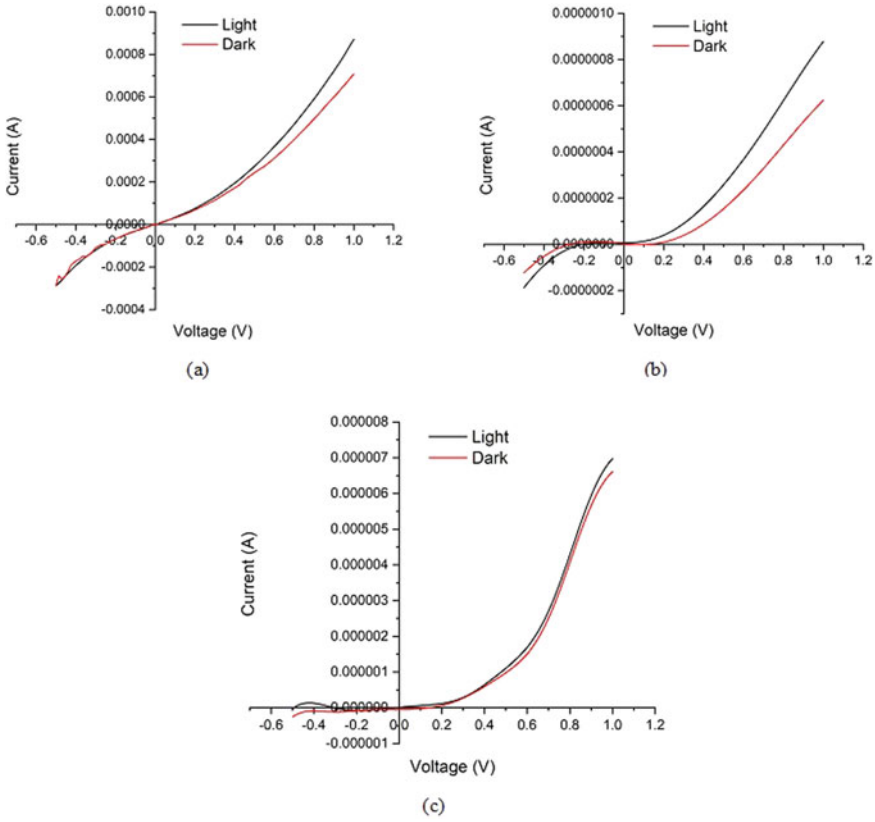 0.0010
Light
Dark
0.0008
0.0006
0.0004
0.0002
0.0000
-0.0002
-0.0004
-0.6 -0.4 -0.2 0.0 0.2 0.4 0.6 0.8 1.0 1.2
Current (A)
Voltage (V)
(a)
0.0000010
Light
Dark
0.0000008
0.0000006
0.0000004
0.0000002
0.0000000
-0.0000002
-0.6 -0.4 -0.2 0.0 0.2 0.4 0.6 0.8 1.0 1.2
Current (A)
Voltage (V)
(b)
0.000008
Light
Dark
0.000007
0.000006
0.000005
0.000004
0.000003
0.000002
0.000001
0.000000
-0.000001
-0.6 -0.4 -0.2 0.0 0.2 0.4 0.6 0.8 1.0 1.2
Current (A)
Voltage (V)
(c)